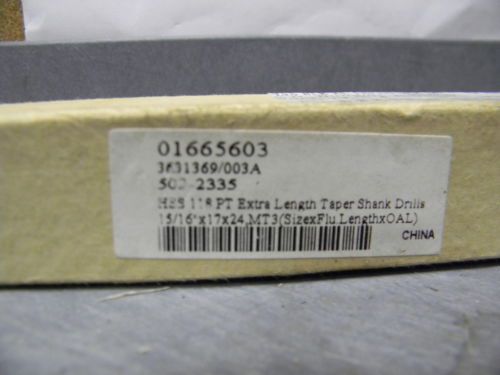 01665603
3631369/003A
502-2335
HSS 118 PT Extra Length Taper Shank Drills
15/16"x17x24,MT3(SizexFlu.LengthxOAL)
CHINA